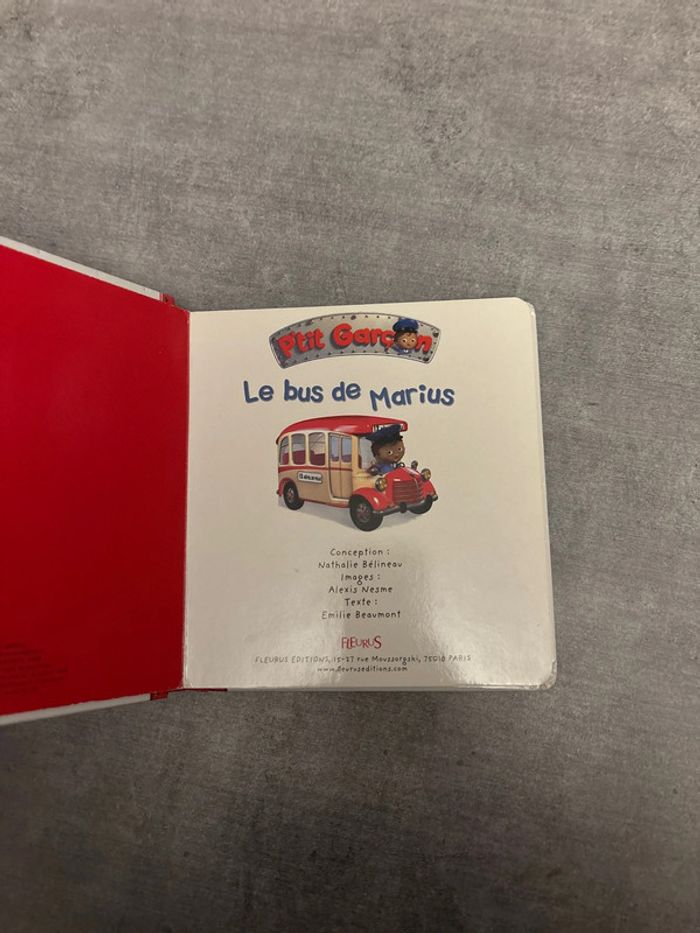 P'tit Garçon
Le bus de Marius
Conception :
Nathalie Bélineau
Images :
Alexis Nesme
Texte :
Emilie Beaumont
FLEURUS
FLEURUS ÉDITIONS, 15-27 rue Moussorgski, 75018 PARIS
www.fleuruseditions.com